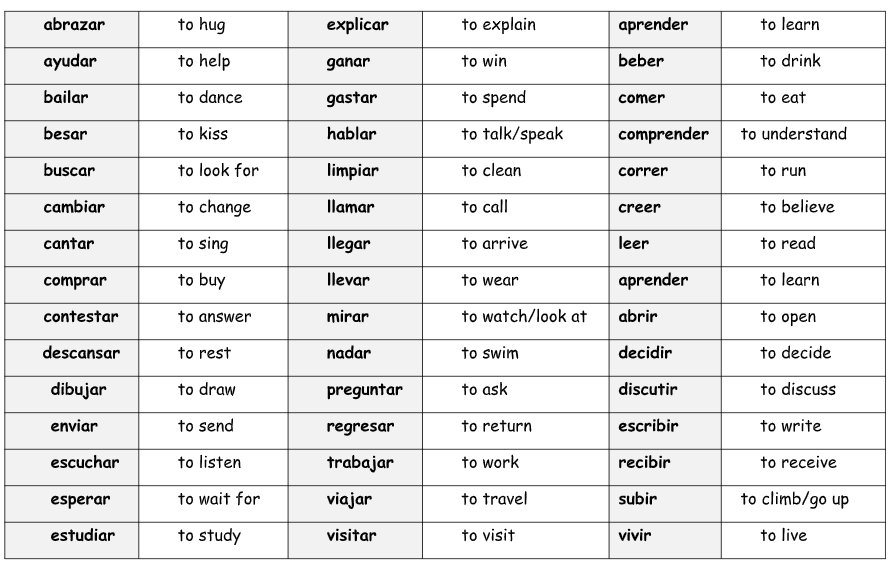 abrazar to hug explicar to explain aprender to learn
ayudar to help ganar to win beber to drink
bailar to dance gastar to spend comer to eat
besar to kiss hablar to talk/speak comprender to understand
buscar to look for limpiar to clean correr to run
cambiar to change llamar to call creer to believe
cantar to sing llegar to arrive leer to read
comprar to buy llevar to wear aprender to learn
contestar to answer mirar to watch/look at abrir to open
descansar to rest nadar to swim decidir to decide
dibujar to draw preguntar to ask discutir to discuss
enviar to send regresar to return escribir to write
escuchar to listen trabajar to work recibir to receive
esperar to wait for viajar to travel subir to climb/go up
estudiar to study visitar to visit vivir to live